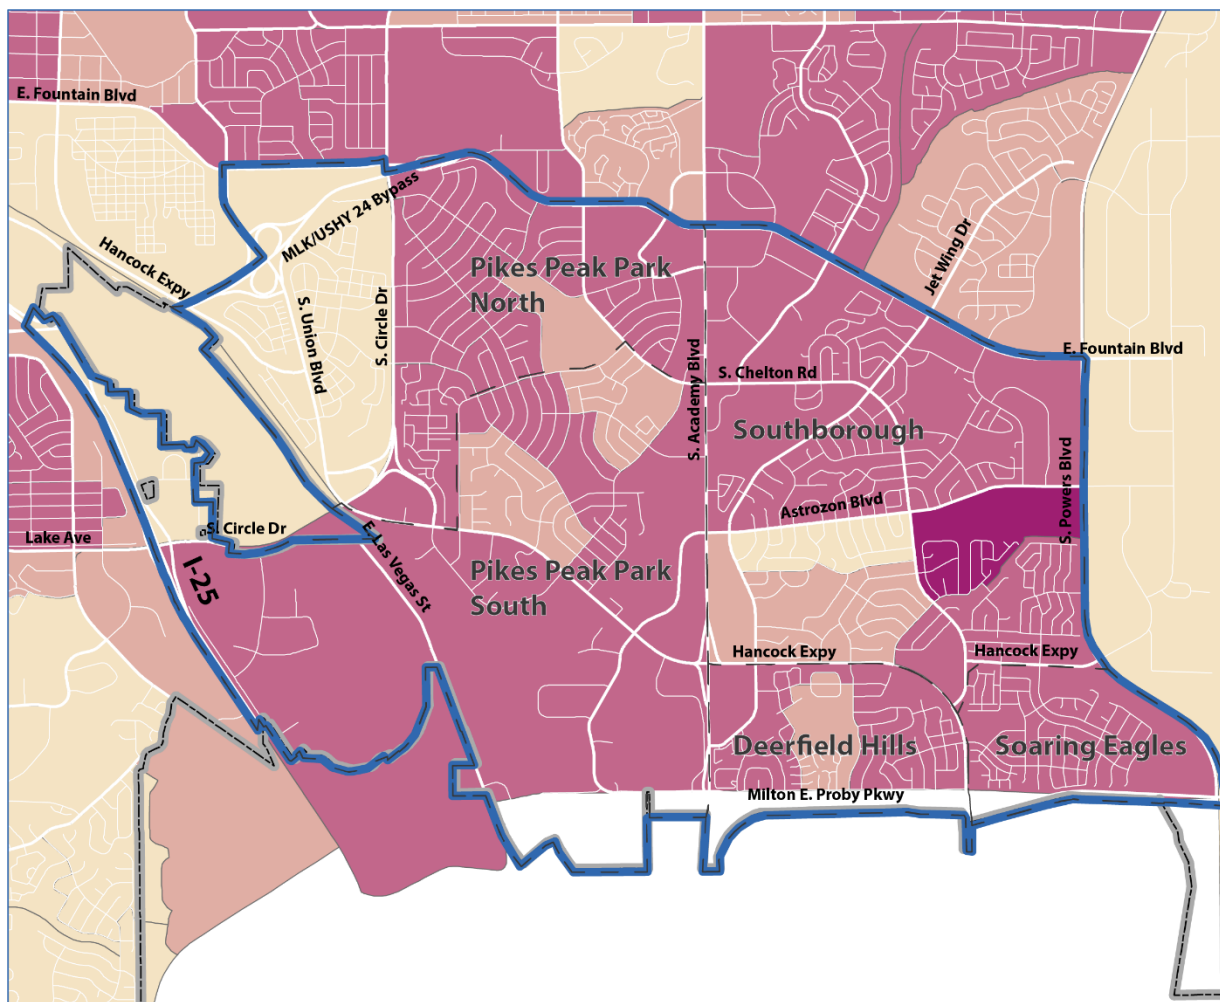 E. Fountain Blvd
MLK/USHY 24 Bypass
Hancock Expy
Jet Wing Dr
Pikes Peak Park
North
S. Union Blvd
S. Circle Dr
E. Fountain Blvd
S. Academy Blvd
S. Chelton Rd
Southborough
S. Powers Blvd
Astrozon Blvd
S. Circle Dr
Lake Ave
E. Las Vegas St
I-25
Pikes Peak Park
South
Hancock Expy
Hancock Expy
Deerfield Hills
Soaring Eagles
Milton E. Proby Pkwy